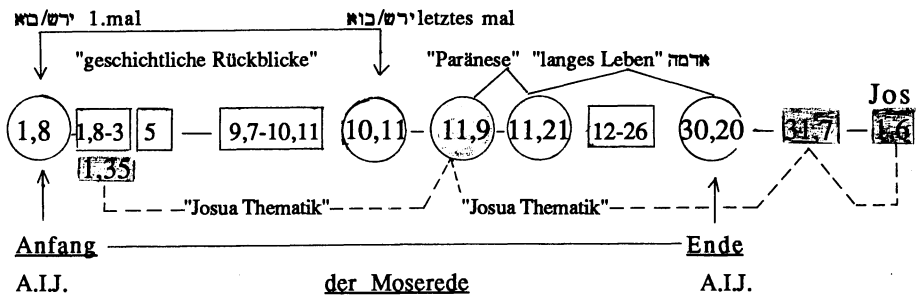 ירש/בוא 1.mal ירש/בוא letztes mal
"geschichtliche Rückblicke" "Paränese" "langes Leben" אדמה
Jos
1,8 1,8-3 5 — 9,7-10,11 10,11 – 11,9 - 11,21 12-26 30,20 — 31,7 — 1,6
1,35
"Josua Thematik" "Josua Thematik"
Anfang Ende
A.I.J. der Moserede A.I.J.